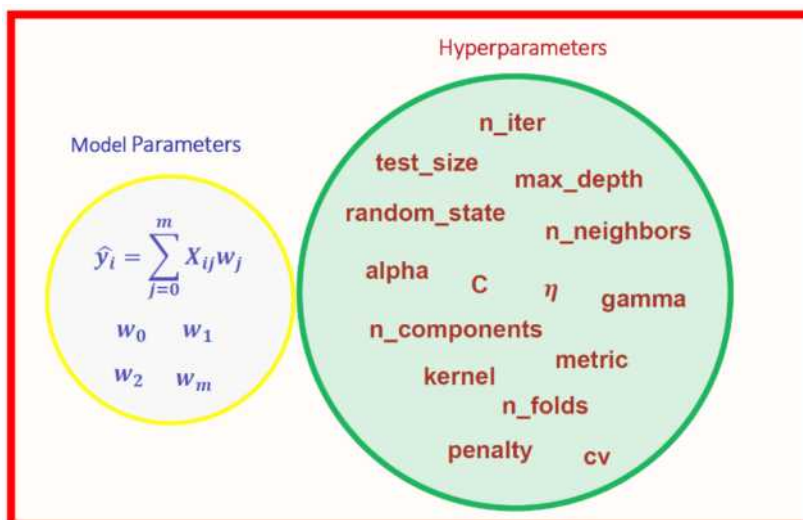 Hyperparameters
Model Parameters
n_iter
test_size
max_depth
random_state
n_neighbors
alpha
C
η
gamma
n_components
metric
kernel
n_folds
penalty
cv
ŷᵢ = ∑ⱼ₌₀ᵐ Xᵢⱼwⱼ
w₀ w₁
w₂ wₘ